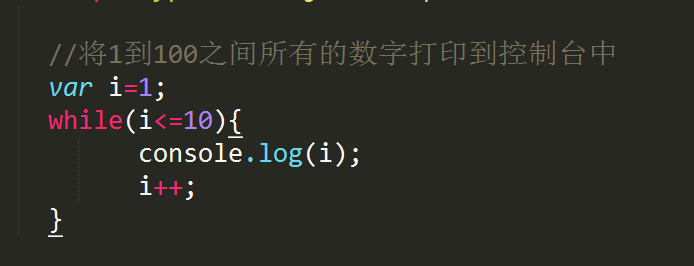 //将1到100之间所有的数字打印到控制台中
var i=1;
while(i<=10){
console.log(i);
i++;
}